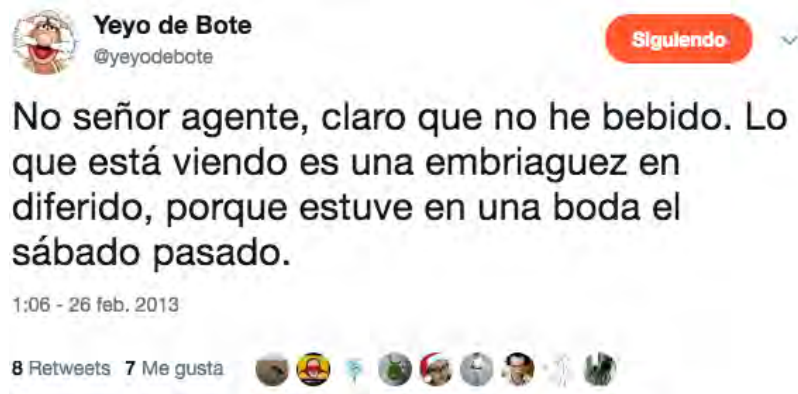 Yeyo de Bote
@yeyodebote
Siguiendo
No señor agente, claro que no he bebido. Lo
que está viendo es una embriaguez en
diferido, porque estuve en una boda el
sábado pasado.
1:06 - 26 feb. 2013
8 Retweets 7 Me gusta